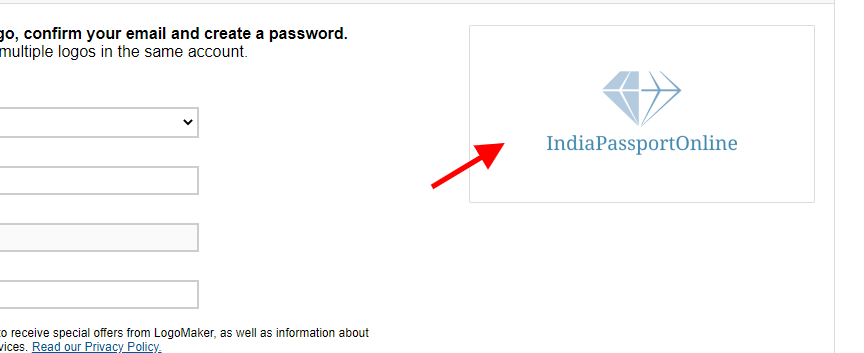 go, confirm your email and create a password.
multiple logos in the same account.
IndiaPassportOnline
to receive special offers from LogoMaker, as well as information about
vices. Read our Privacy Policy.